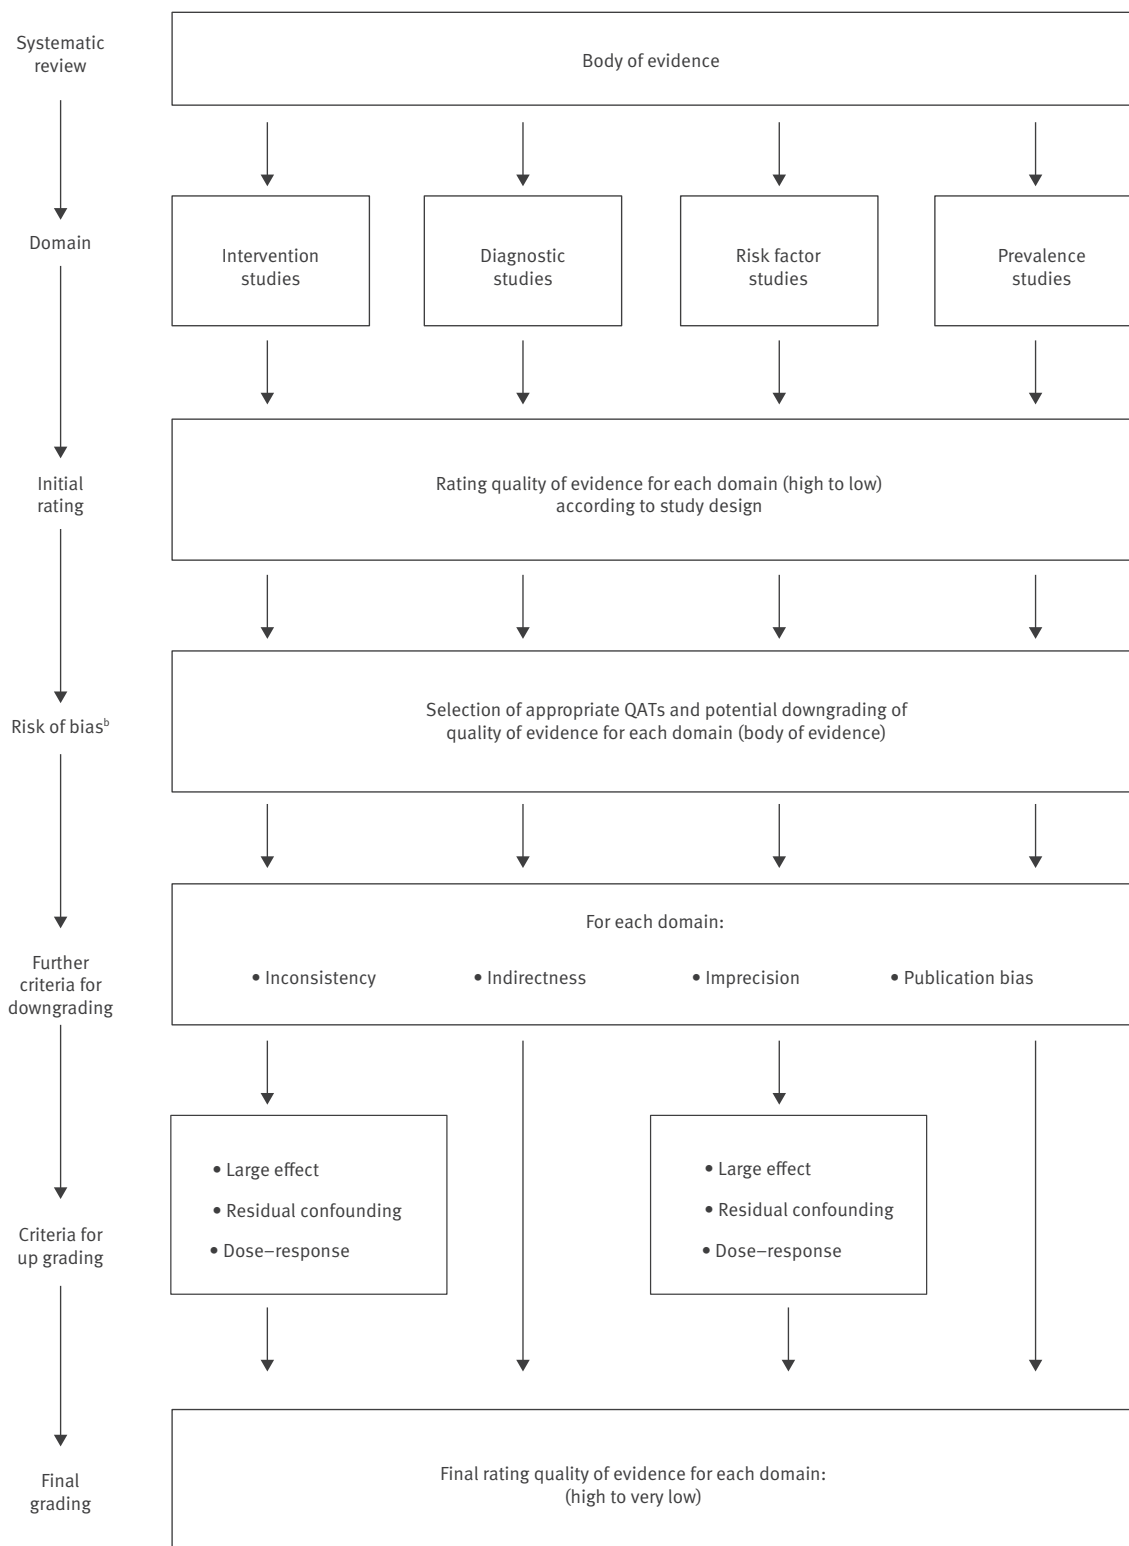 Systematic
review
Body of evidence
Domain
Intervention
studies
Diagnostic
studies
Risk factor
studies
Prevalence
studies
Initial
rating
Rating quality of evidence for each domain (high to low)
according to study design
Risk of biasᵇ
Selection of appropriate QATs and potential downgrading of
quality of evidence for each domain (body of evidence)
Further
criteria for
downgrading
For each domain:
• Inconsistency
• Indirectness
• Imprecision
• Publication bias
Criteria for
up grading
• Large effect
• Residual confounding
• Dose–response
• Large effect
• Residual confounding
• Dose–response
Final
grading
Final rating quality of evidence for each domain:
(high to very low)